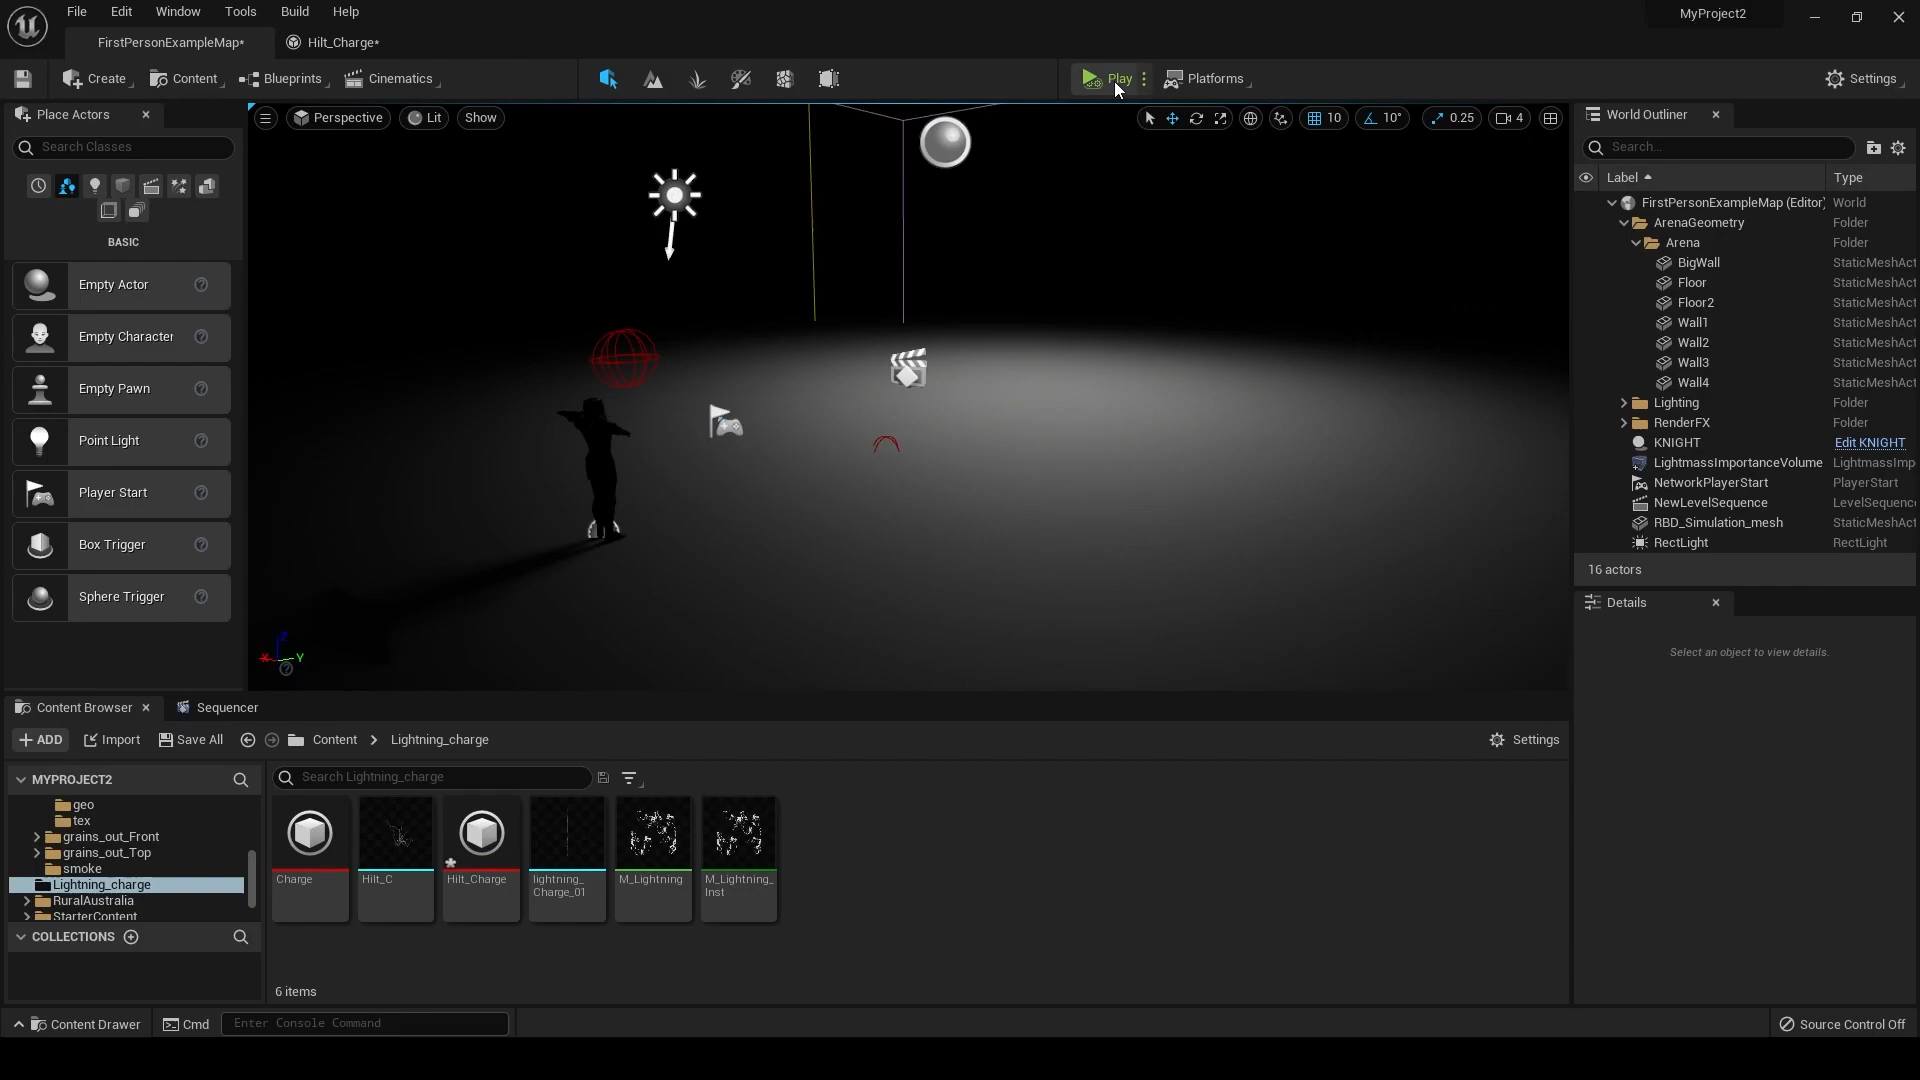 File Edit Window Tools Build Help
MyProject2
FirstPersonExampleMap*
Hilt_Charge*
Create
Content
Blueprints
Cinematics
Play
Platforms
Settings
Place Actors
Search Classes
BASIC
Empty Actor
Empty Character
Empty Pawn
Point Light
Player Start
Box Trigger
Sphere Trigger
Perspective
Lit
Show
10
10°
0.25
4
X
Y
Z
World Outliner
Search...
Label
Type
FirstPersonExampleMap (Editor) World
ArenaGeometry Folder
Arena Folder
BigWall StaticMeshAct
Floor StaticMeshAct
Floor2 StaticMeshAct
Wall1 StaticMeshAct
Wall2 StaticMeshAct
Wall3 StaticMeshAct
Wall4 StaticMeshAct
Lighting Folder
RenderFX Folder
KNIGHT Edit KNIGHT
LightmassImportanceVolume LightmassImp
NetworkPlayerStart PlayerStart
NewLevelSequence LevelSequence
RBD_Simulation_mesh StaticMeshAct
RectLight RectLight
16 actors
Details
Select an object to view details.
Content Browser
Sequencer
ADD
Import
Save All
Content
Lightning_charge
Settings
MYPROJECT2
geo
tex
grains_out_Front
grains_out_Top
smoke
Lightning_charge
RuralAustralia
StarterContent
COLLECTIONS
Search Lightning_charge
Charge
Hilt_C
Hilt_Charge
lightning_
Charge_01
M_Lightning
M_Lightning_
Inst
6 items
Content Drawer
Cmd
Enter Console Command
Source Control Off